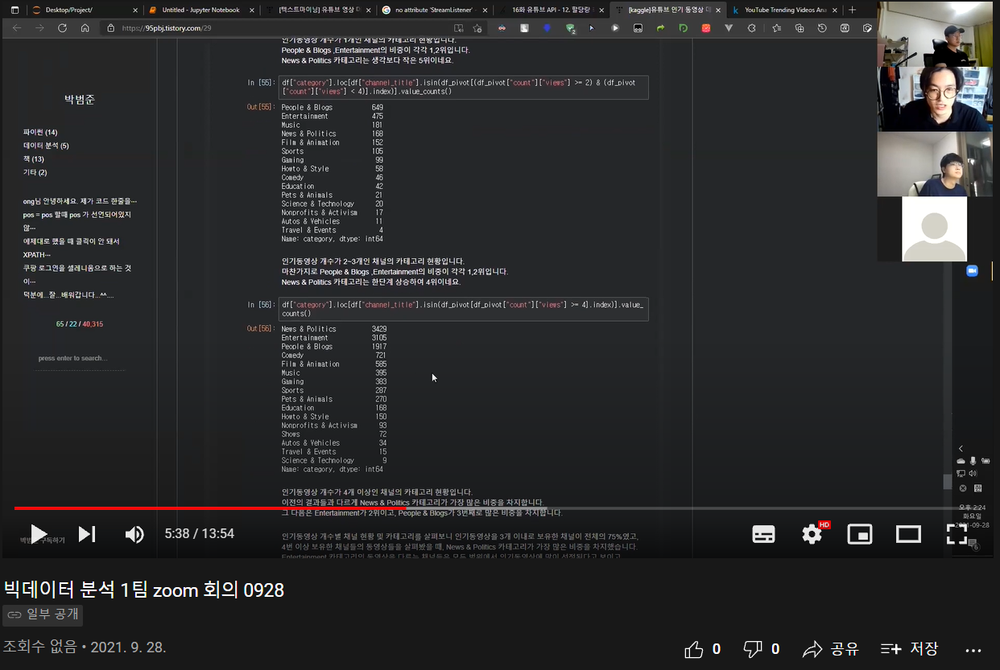 Desktop/Project/
Untitled - Jupyter Notebook
[텍스트마이닝] 유튜브 영상 더
no attribute 'StreamListener' -
16화 유튜브 API - 12. 할당량
[kaggle]유튜브 인기 동영상 더
YouTube Trending Videos Ana
https://95pbj.tistory.com/29
인기동영상 개수가 1개인 채널의 카테고리 현황입니다.
People & Blogs ,Entertainment의 비중이 각각 1,2위입니다.
News & Politics 카테고리는 생각보다 작은 5위이네요.
박범준
파이썬 (14)
데이터 분석 (5)
책 (13)
기타 (2)
ong님 안녕하세요. 제가 코드 한줄을…
pos = pos 할때 pos 가 선언되어있지
않…
예제대로 했을 때 클릭이 안 돼서
XPATH…
쿠팡 로그인을 셀레니움으로 하는 것
이…
덕분에...잘...배워갑니다...^^....
65 / 22 / 40,315
press enter to search...
In [55]: df["category"].loc[df["channel_title"].isin(df_pivot[(df_pivot["count"]["views"] >= 2) & (df_pivot
["count"]["views"] < 4)].index)].value_counts()
Out[55]: People & Blogs 649
Entertainment 475
Music 181
News & Politics 168
Film & Animation 152
Sports 105
Gaming 99
Howto & Style 58
Comedy 46
Education 42
Pets & Animals 21
Science & Technology 20
Nonprofits & Activism 17
Autos & Vehicles 11
Travel & Events 4
Name: category, dtype: int64
인기동영상 개수가 2~3개인 채널의 카테고리 현황입니다.
마찬가지로 People & Blogs ,Entertainment의 비중이 각각 1,2위입니다.
News & Politics 카테고리는 한단계 상승하여 4위이네요.
In [56]: df["category"].loc[df["channel_title"].isin(df_pivot[df_pivot["count"]["views"] >= 4].index)].value_
counts()
Out[56]: News & Politics 3429
Entertainment 3105
People & Blogs 1917
Comedy 721
Film & Animation 585
Music 395
Gaming 383
Sports 287
Pets & Animals 270
Education 168
Howto & Style 150
Nonprofits & Activism 93
Shows 72
Autos & Vehicles 34
Travel & Events 15
Science & Technology 9
Name: category, dtype: int64
인기동영상 개수가 4개 이상인 채널의 카테고리 현황입니다.
이전의 결과들과 다르게 News & Politics 카테고리가 가장 많은 비중을 차지합니다.
그 다음은 Entertainment가 2위이고, People & Blogs가 3번째로 많은 비중을 차지합니다.
인기동영상 개수별 채널 현황 및 카테고리를 살펴보니 인기동영상을 3개 이내로 보유한 채널이 전체의 75%였고,
4번 이상 보유한 채널들의 동영상들을 살펴봤을 때, News & Politics 카테고리가 가장 많은 비중을 차지했습니다.
Entertainment 카테고리의 동영상을 다루는 채널들은 모든 범위에서 인기동영상에 많이 선정된다고 보이고,
오후 2:24
화요일
2021-09-28
구독하기
5:38 / 13:54
HD
빅데이터 분석 1팀 zoom 회의 0928
일부 공개
조회수 없음 • 2021. 9. 28.
0
0
공유
저장